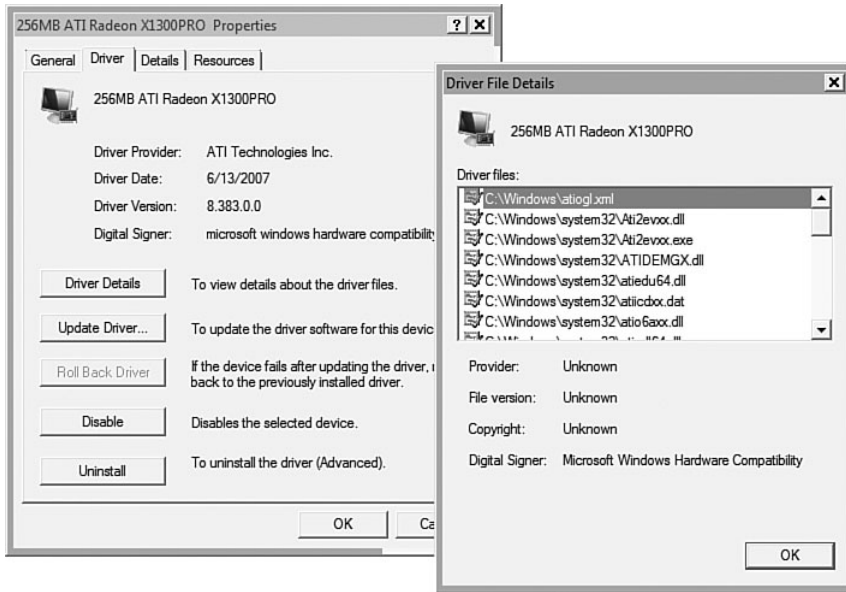 256MB ATI Radeon X1300PRO Properties
General Driver Details Resources
256MB ATI Radeon X1300PRO
Driver Provider: ATI Technologies Inc.
Driver Date: 6/13/2007
Driver Version: 8.383.0.0
Digital Signer: microsoft windows hardware compatibility
Driver Details To view details about the driver files.
Update Driver... To update the driver software for this
Roll Back Driver If the device fails after updating the driver,
back to the previously installed driver.
Disable Disables the selected device.
Uninstall To uninstall the driver (Advanced).
OK
Driver File Details
256MB ATI Radeon X1300PRO
Driver files:
C:\Windows\atiogl.xml
C:\Windows\system32\Ati2evxx.dll
C:\Windows\system32\Ati2evxx.exe
C:\Windows\system32\ATIDEMGX.dll
C:\Windows\system32\atiedu64.dll
C:\Windows\system32\atiicdxx.dat
C:\Windows\system32\atio6axx.dll
Provider: Unknown
File version: Unknown
Copyright: Unknown
Digital Signer: Microsoft Windows Hardware Compatibility
OK